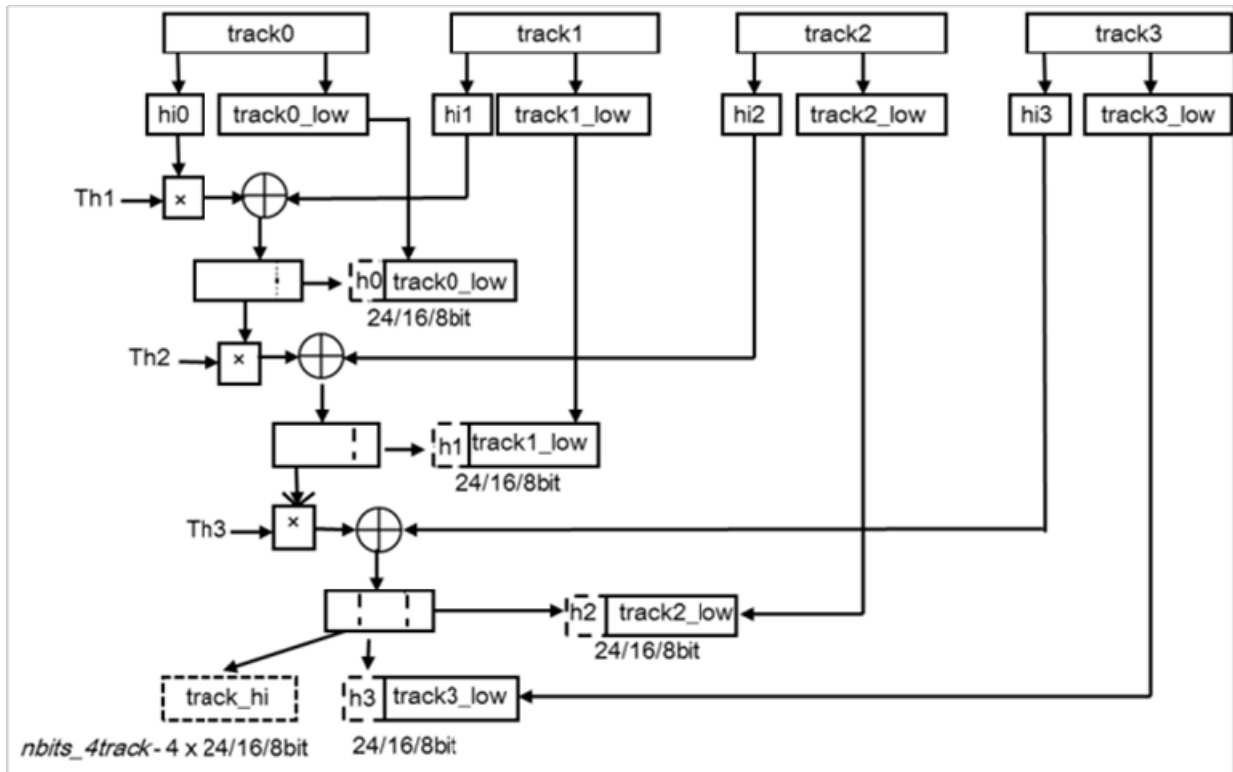 track0 track1 track2 track3
hi0 track0_low hi1 track1_low hi2 track2_low hi3 track3_low
Th1 ×
h0 track0_low
24/16/8bit
Th2 ×
h1 track1_low
24/16/8bit
Th3 ×
h2 track2_low
24/16/8bit
track_hi h3 track3_low
nbits_4track - 4 x 24/16/8bit 24/16/8bit